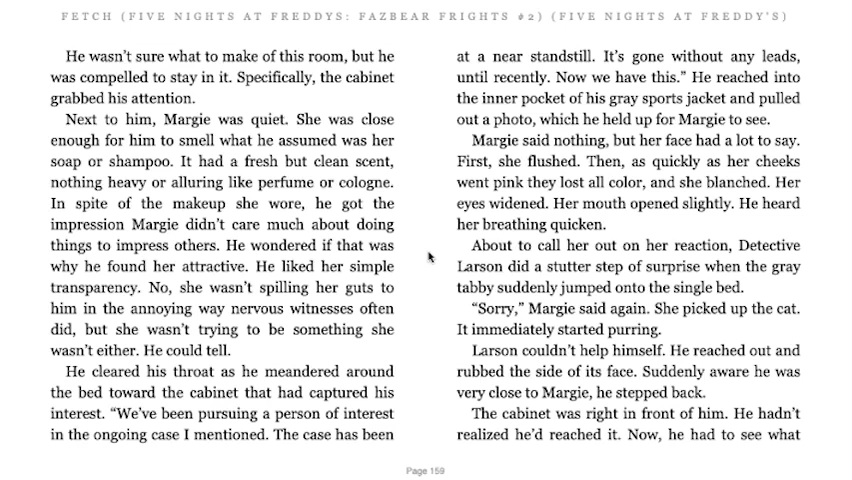 FETCH (FIVE NIGHTS AT FREDDYS: FAZBEAR FRIGHTS #2) (FIVE NIGHTS AT FREDDY'S)
He wasn't sure what to make of this room, but he
was compelled to stay in it. Specifically, the cabinet
grabbed his attention.
Next to him, Margie was quiet. She was close
enough for him to smell what he assumed was her
soap or shampoo. It had a fresh but clean scent,
nothing heavy or alluring like perfume or cologne.
In spite of the makeup she wore, he got the
impression Margie didn't care much about doing
things to impress others. He wondered if that was
why he found her attractive. He liked her simple
transparency. No, she wasn't spilling her guts to
him in the annoying way nervous witnesses often
did, but she wasn't trying to be something she
wasn't either. He could tell.
He cleared his throat as he meandered around
the bed toward the cabinet that had captured his
interest. “We've been pursuing a person of interest
in the ongoing case I mentioned. The case has been
at a near standstill. It's gone without any leads,
until recently. Now we have this.” He reached into
the inner pocket of his gray sports jacket and pulled
out a photo, which he held up for Margie to see.
Margie said nothing, but her face had a lot to say.
First, she flushed. Then, as quickly as her cheeks
went pink they lost all color, and she blanched. Her
eyes widened. Her mouth opened slightly. He heard
her breathing quicken.
About to call her out on her reaction, Detective
Larson did a stutter step of surprise when the gray
tabby suddenly jumped onto the single bed.
“Sorry,” Margie said again. She picked up the cat.
It immediately started purring.
Larson couldn't help himself. He reached out and
rubbed the side of its face. Suddenly aware he was
very close to Margie, he stepped back.
The cabinet was right in front of him. He hadn't
realized he'd reached it. Now, he had to see what
Page 159